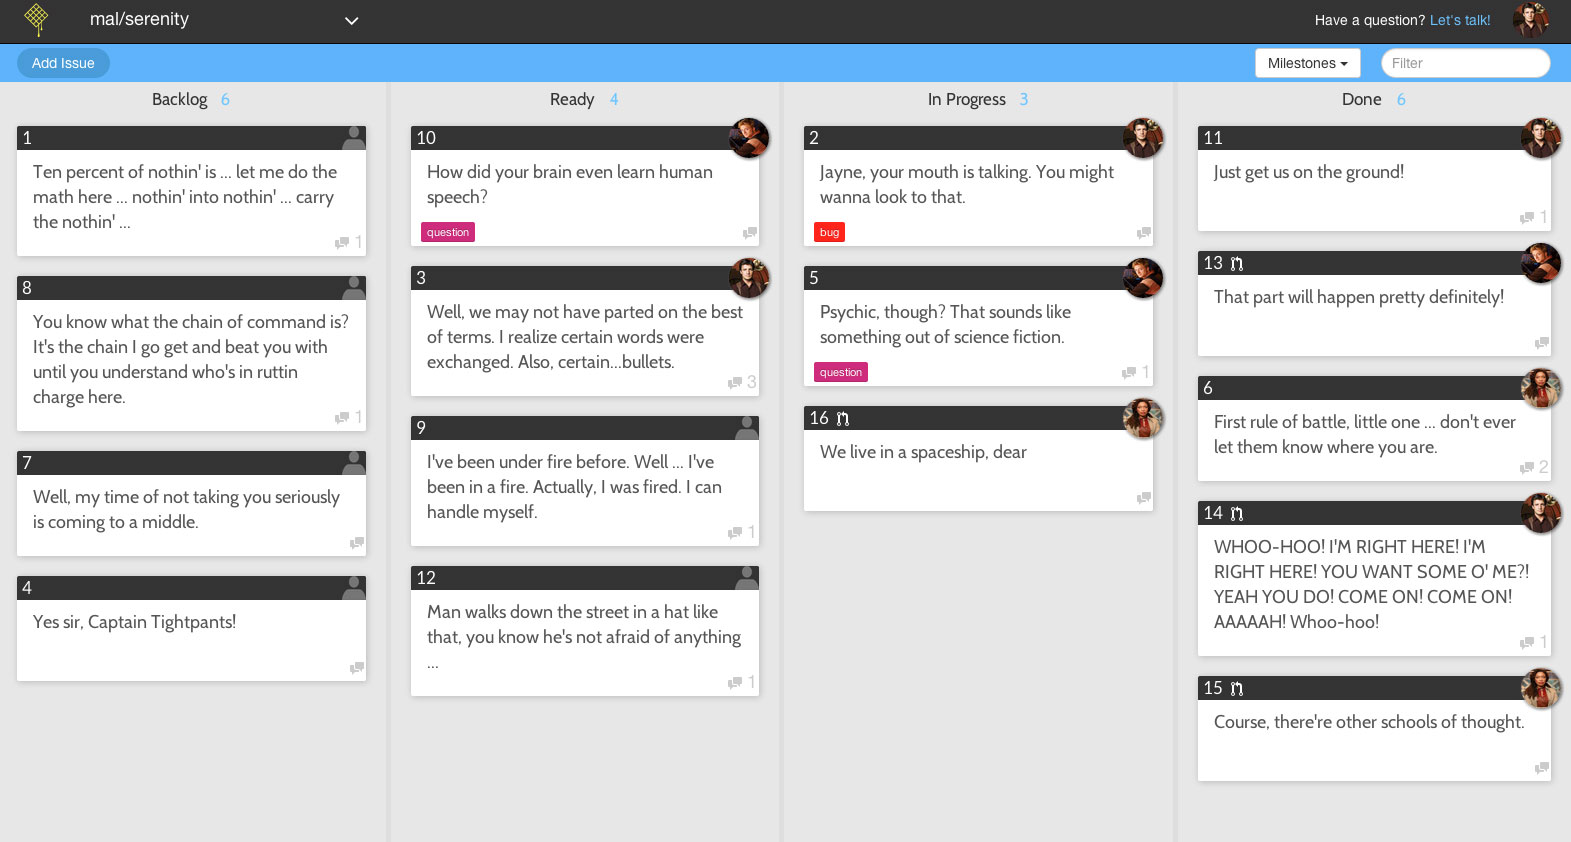 mal/serenity
Have a question? Let's talk!
Add Issue
Milestones
Filter
Backlog 6
1
Ten percent of nothin' is ... let me do the
math here ... nothin' into nothin' ... carry
the nothin' ...
1
8
You know what the chain of command is?
It's the chain I go get and beat you with
until you understand who's in ruttin
charge here.
1
7
Well, my time of not taking you seriously
is coming to a middle.
4
Yes sir, Captain Tightpants!
Ready 4
10
How did your brain even learn human
speech?
question
3
Well, we may not have parted on the best
of terms. I realize certain words were
exchanged. Also, certain...bullets.
3
9
I've been under fire before. Well ... I've
been in a fire. Actually, I was fired. I can
handle myself.
1
12
Man walks down the street in a hat like
that, you know he's not afraid of anything
...
1
In Progress 3
2
Jayne, your mouth is talking. You might
wanna look to that.
bug
5
Psychic, though? That sounds like
something out of science fiction.
question
1
16
We live in a spaceship, dear
Done 6
11
Just get us on the ground!
1
13
That part will happen pretty definitely!
6
First rule of battle, little one ... don't ever
let them know where you are.
2
14
WHOO-HOO! I'M RIGHT HERE! I'M
RIGHT HERE! YOU WANT SOME O' ME?!
YEAH YOU DO! COME ON! COME ON!
AAAAAH! Whoo-hoo!
1
15
Course, there're other schools of thought.